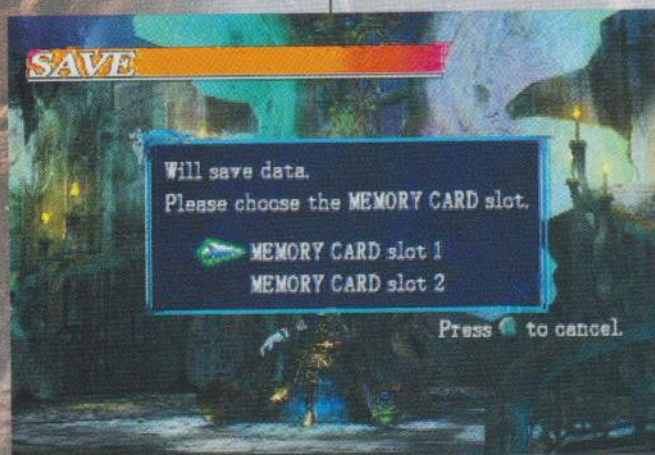 SAVE
Will save data.
Please choose the MEMORY CARD slot.
MEMORY CARD slot 1
MEMORY CARD slot 2
Press to cancel.